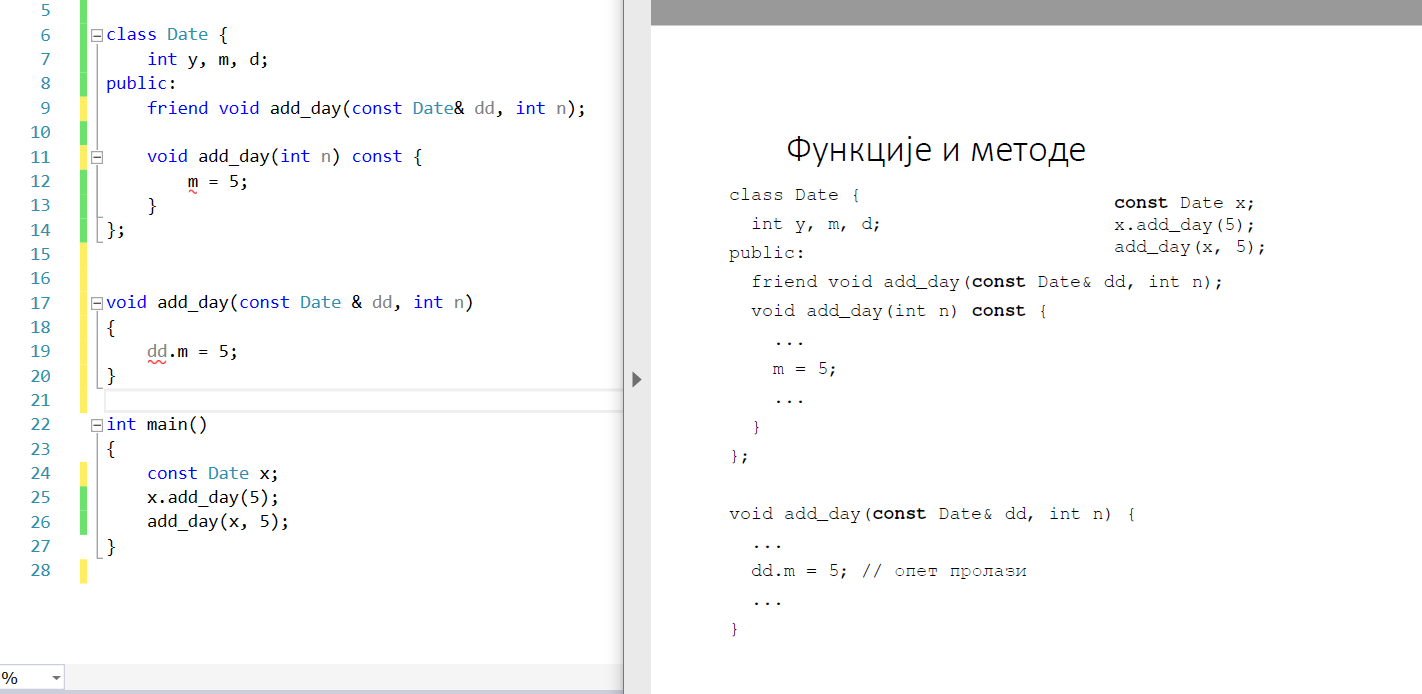 5
6 class Date {
7 int y, m, d;
8 public:
9 friend void add_day(const Date& dd, int n);
10
11 void add_day(int n) const {
12 m = 5;
13 }
14 };
15
16
17 void add_day(const Date & dd, int n)
18 {
19 dd.m = 5;
20 }
21
22 int main()
23 {
24 const Date x;
25 x.add_day(5);
26 add_day(x, 5);
27 }
28
%
Функције и методе
class Date {
int y, m, d;
public:
friend void add_day(const Date& dd, int n);
void add_day(int n) const {
...
m = 5;
...
}
};
void add_day(const Date& dd, int n) {
...
dd.m = 5; // опет пролази
...
}
const Date x;
x.add_day(5);
add_day(x, 5);